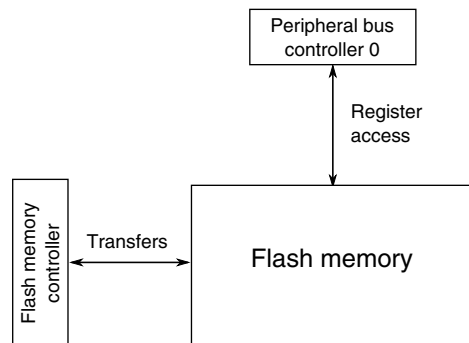 Peripheral bus
controller 0
Register
access
Flash memory
controller
Transfers
Flash memory